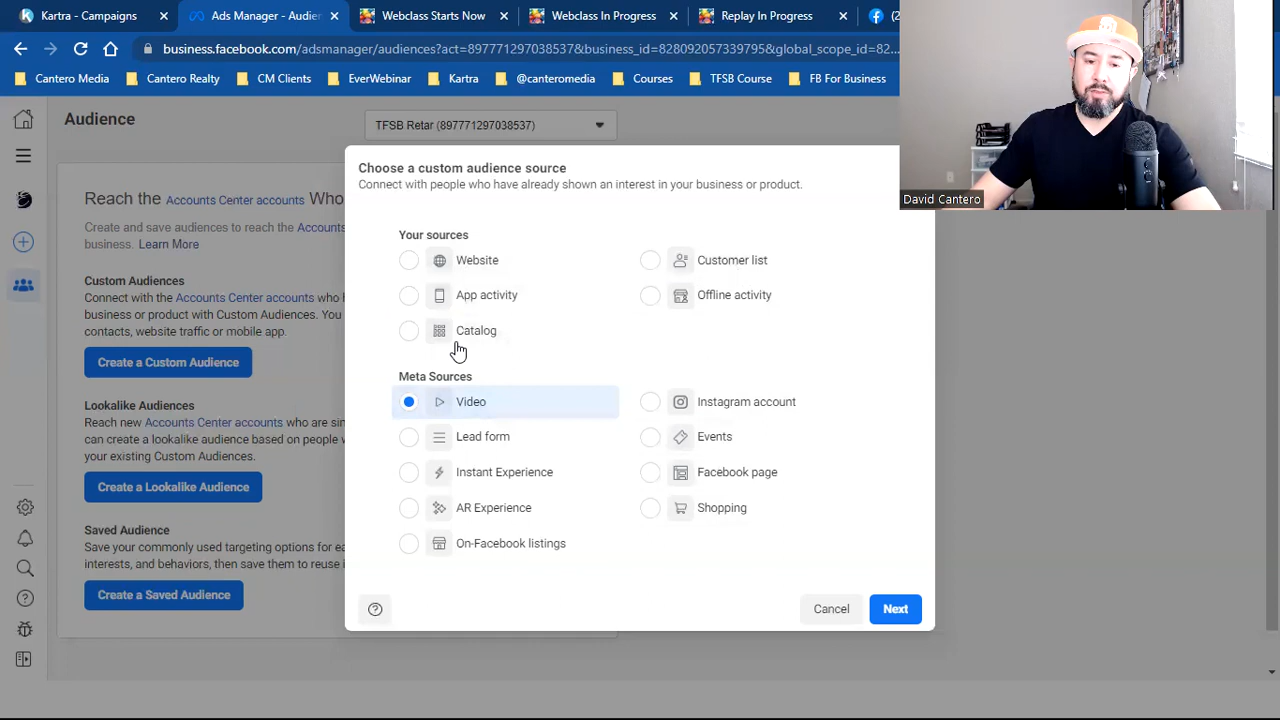 Kartra - Campaigns
Ads Manager - Audien
Webclass Starts Now
Webclass In Progress
Replay In Progress
(2
business.facebook.com/adsmanager/audiences?act=897771297038537&business_id=828092057339795&global_scope_id=82...
Cantero Media
Cantero Realty
CM Clients
EverWebinar
Kartra
@canteromedia
Courses
TFSB Course
FB For Business
Audience
TFSB Retar (897771297038537)
David Cantero
Reach the Accounts Center accounts Who
Create and save audiences to reach the Accounts
business. Learn More
Custom Audiences
Connect with the Accounts Center accounts who h
business or product with Custom Audiences. You
contacts, website traffic or mobile app.
Create a Custom Audience
Lookalike Audiences
Reach new Accounts Center accounts who are si
can create a lookalike audience based on people
your existing Custom Audiences.
Create a Lookalike Audience
Saved Audience
Save your commonly used targeting options for ea
interests, and behaviors, then save them to reuse i
Create a Saved Audience
Choose a custom audience source
Connect with people who have already shown an interest in your business or product.
Your sources
Website
Customer list
App activity
Offline activity
Catalog
Meta Sources
Video
Instagram account
Lead form
Events
Instant Experience
Facebook page
AR Experience
Shopping
On-Facebook listings
Cancel
Next